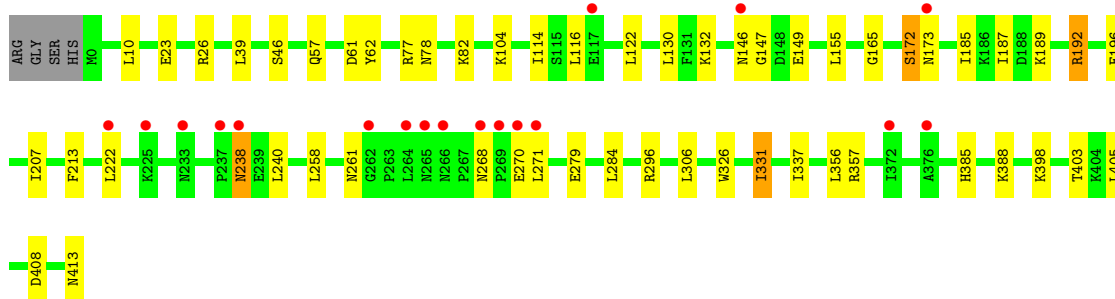 ARG GLY SER HIS M0 L10 E23 R26 L39 S46 Q57 D61 Y62 R77 N78 K82 K104 I114 S115 L116 E117 L122 L130 F131 K132 N146 G147 D148 E149 L155 G165 S172 N173 I185 K186 I187 D188 K189 R192
I207 F213 L222 K225 N233 P237 N238 E239 L240 L258 N261 G262 P263 L264 N265 N266 P267 N268 P269 E270 L271 E279 L284 R296 L306 W326 I331 I337 L356 R357 I372 A376 H385 K388 K398 T403 K404
D408 N413